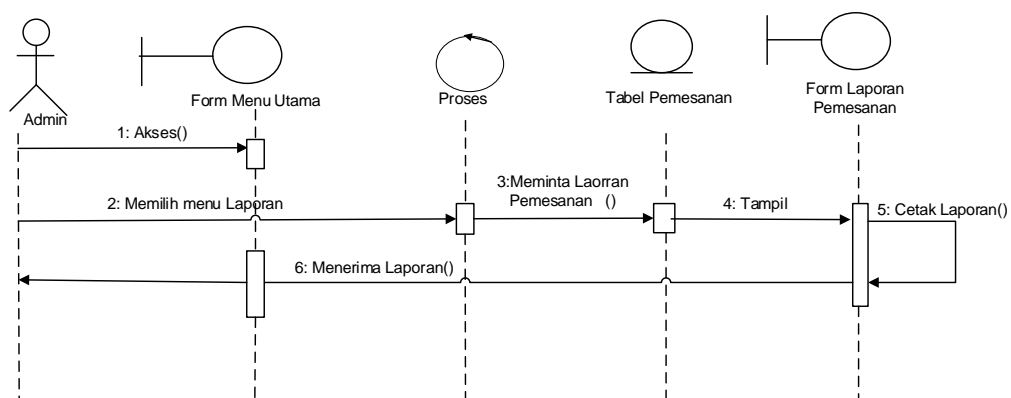 Admin
Form Menu Utama
Proses
Tabel Pemesanan
Form Laporan
Pemesanan
1: Akses()
2: Memilih menu Laporan
3:Meminta Laorran
Pemesanan ()
4: Tampil
5: Cetak Laporan()
6: Menerima Laporan()